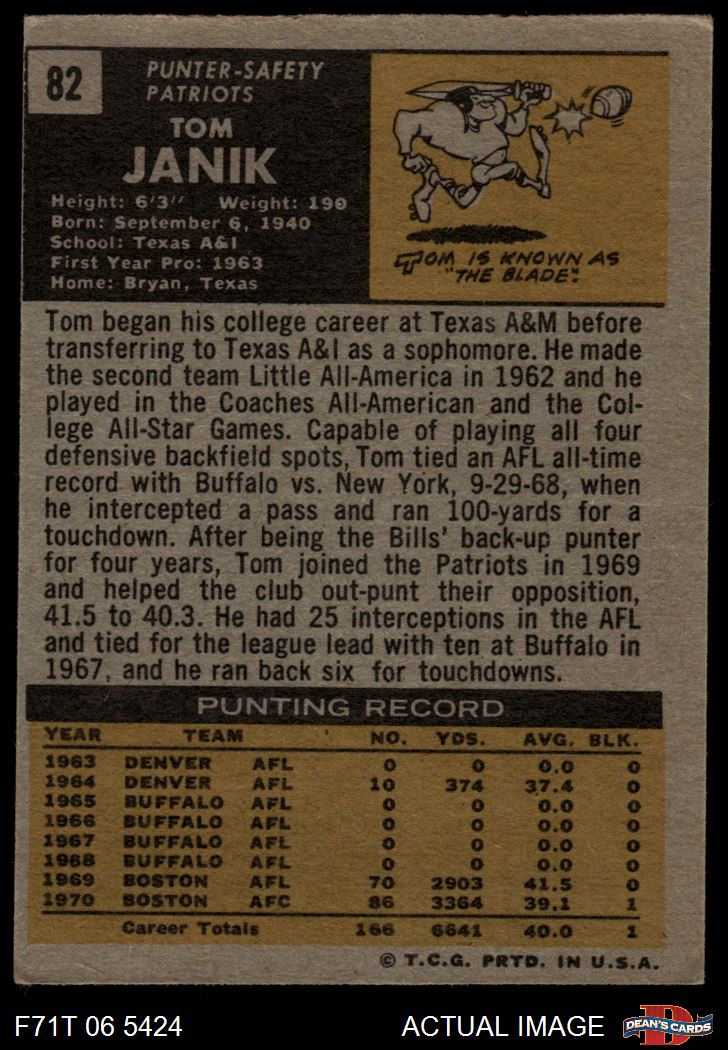 82
PUNTER-SAFETY
PATRIOTS
TOM
JANIK
Height: 6'3'' Weight: 190
Born: September 6, 1940
School: Texas A&I
First Year Pro: 1963
Home: Bryan, Texas
TOM IS KNOWN AS
"THE BLADE".
Tom began his college career at Texas A&M before
transferring to Texas A&I as a sophomore. He made
the second team Little All-America in 1962 and he
played in the Coaches All-American and the Col-
lege All-Star Games. Capable of playing all four
defensive backfield spots, Tom tied an AFL all-time
record with Buffalo vs. New York, 9-29-68, when
he intercepted a pass and ran 100-yards for a
touchdown. After being the Bills' back-up punter
for four years, Tom joined the Patriots in 1969
and helped the club out-punt their opposition,
41.5 to 40.3. He had 25 interceptions in the AFL
and tied for the league lead with ten at Buffalo in
1967, and he ran back six for touchdowns.
PUNTING RECORD
YEAR TEAM NO. YDS. AVG. BLK.
1963 DENVER AFL 0 0 0.0 0
1964 DENVER AFL 10 374 37.4 0
1965 BUFFALO AFL 0 0 0.0 0
1966 BUFFALO AFL 0 0 0.0 0
1967 BUFFALO AFL 0 0 0.0 0
1968 BUFFALO AFL 0 0 0.0 0
1969 BOSTON AFL 70 2903 41.5 0
1970 BOSTON AFC 86 3364 39.1 1
Career Totals 166 6641 40.0 1
© T.C.G. PRTD. IN U.S.A.
F71T 06 5424 ACTUAL IMAGE
D
DEAN'S CARDS